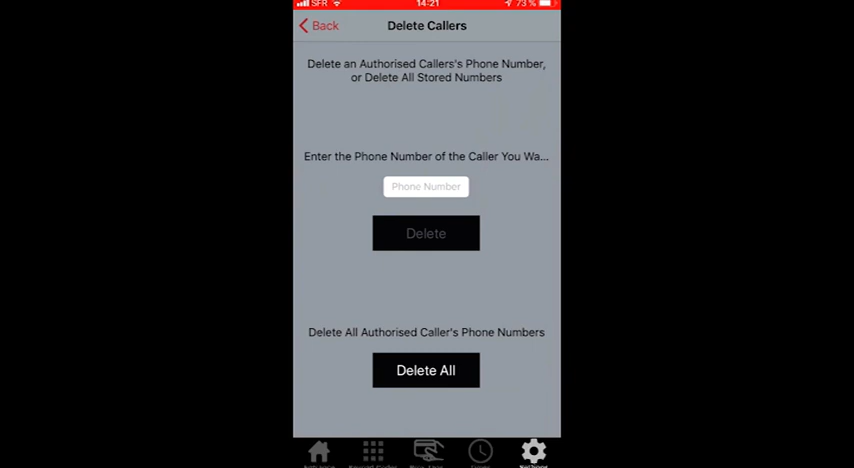 SFR 14:21 73 %
Back Delete Callers
Delete an Authorised Callers's Phone Number,
or Delete All Stored Numbers
Enter the Phone Number of the Caller You Wa...
Phone Number
Delete
Delete All Authorised Caller's Phone Numbers
Delete All
Settings